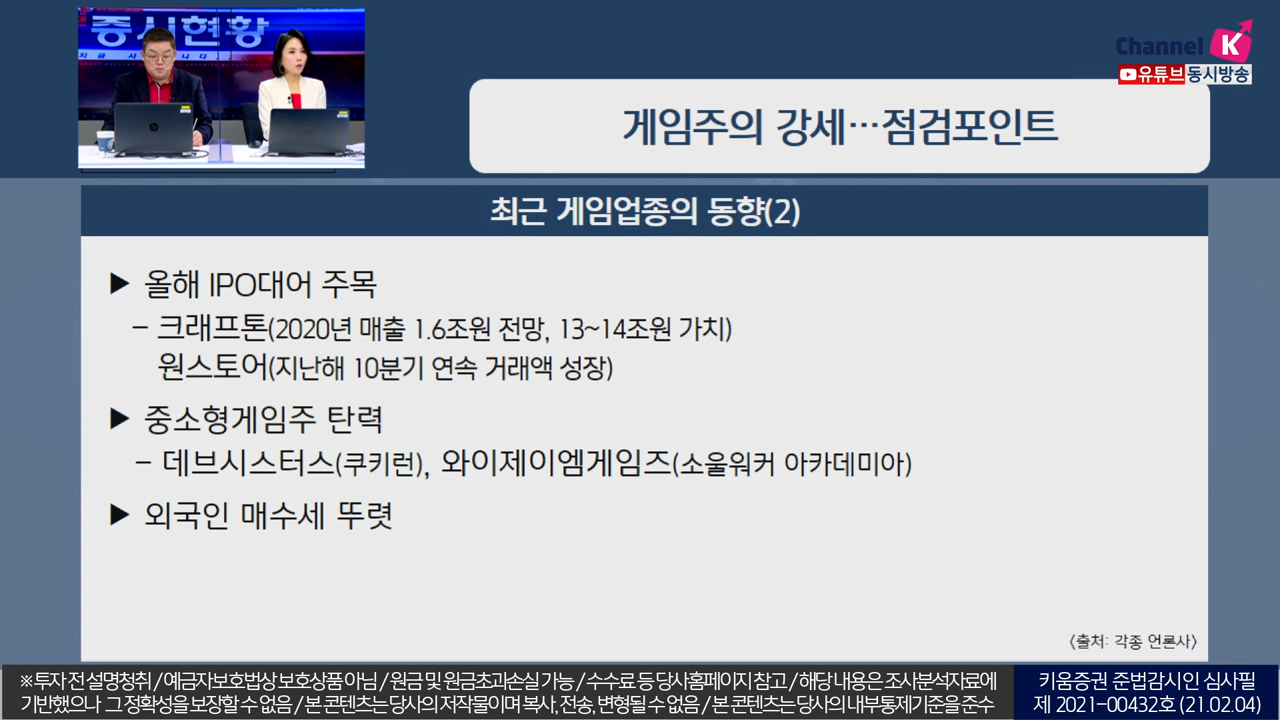 증시현황
Channel K
유튜브동시방송
게임주의 강세…점검포인트
최근 게임업종의 동향(2)
▶ 올해 IPO대어 주목
– 크래프톤(2020년 매출 1.6조원 전망, 13~14조원 가치)
원스토어(지난해 10분기 연속 거래액 성장)
▶ 중소형게임주 탄력
– 데브시스터스(쿠키런), 와이제이엠게임즈(소울워커 아카데미아)
▶ 외국인 매수세 뚜렷
<출처: 각종 언론사>
※ 투자 전 설명청취 / 예금자보호법상 보호상품 아님 / 원금 및 원금초과손실 가능 / 수수료 등 당사홈페이지 참고 / 해당 내용은 조사분석자료에
기반했으나 그 정확성을 보장할 수 없음 / 본 콘텐츠는 당사의 저작물이며 복사, 전송, 변형될 수 없음 / 본 콘텐츠는 당사의 내부통제기준을 준수
키움증권 준법감시인 심사필
제 2021-00432호 (21.02.04)